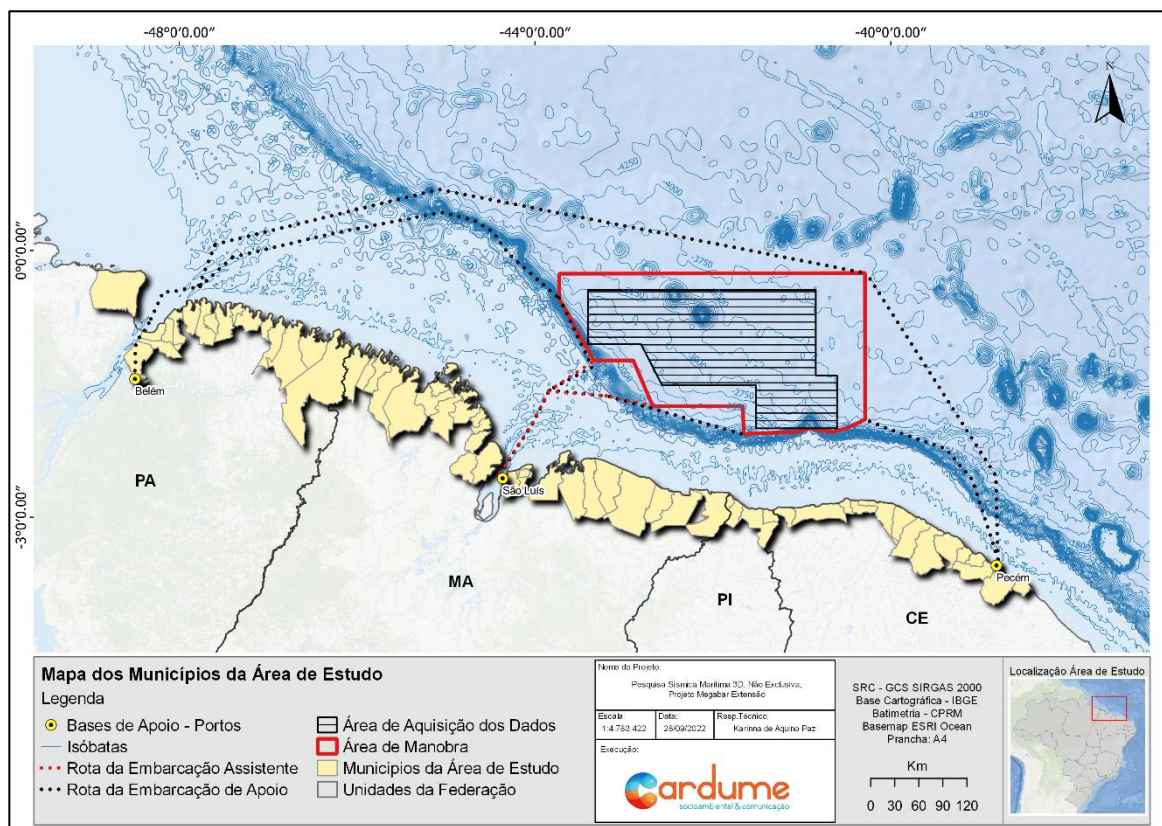 -48°0'0.00"
-44°0'0.00"
-40°0'0.00"
N
0°0'0.00"
-3°0'0.00"
-4250
-4250
-4000
-3750
-3750
-3000
-2750
Belém
São Luís
Pecém
PA
MA
PI
CE
Mapa dos Municípios da Área de Estudo
Legenda
Bases de Apoio - Portos
Isóbatas
Rota da Embarcação Assistente
Rota da Embarcação de Apoio
Área de Aquisição dos Dados
Área de Manobra
Municipios da Área de Estudo
Unidades da Federação
Nome do Projeto:
Pesquisa Sísmica Marítima 3D, Não Exclusiva,
Projeto Megabar Extensão
Escala:
1:4.783.422
Data:
28/09/2022
Resp.Técnico:
Karinna de Aquino Paz
Execução:
Cardume
socioambiental & comunicação
SRC - GCS SIRGAS 2000
Base Cartográfica - IBGE
Batimetria - CPRM
Basemap ESRI Ocean
Prancha: A4
Km
0 30 60 90 120
Localização Área de Estudo